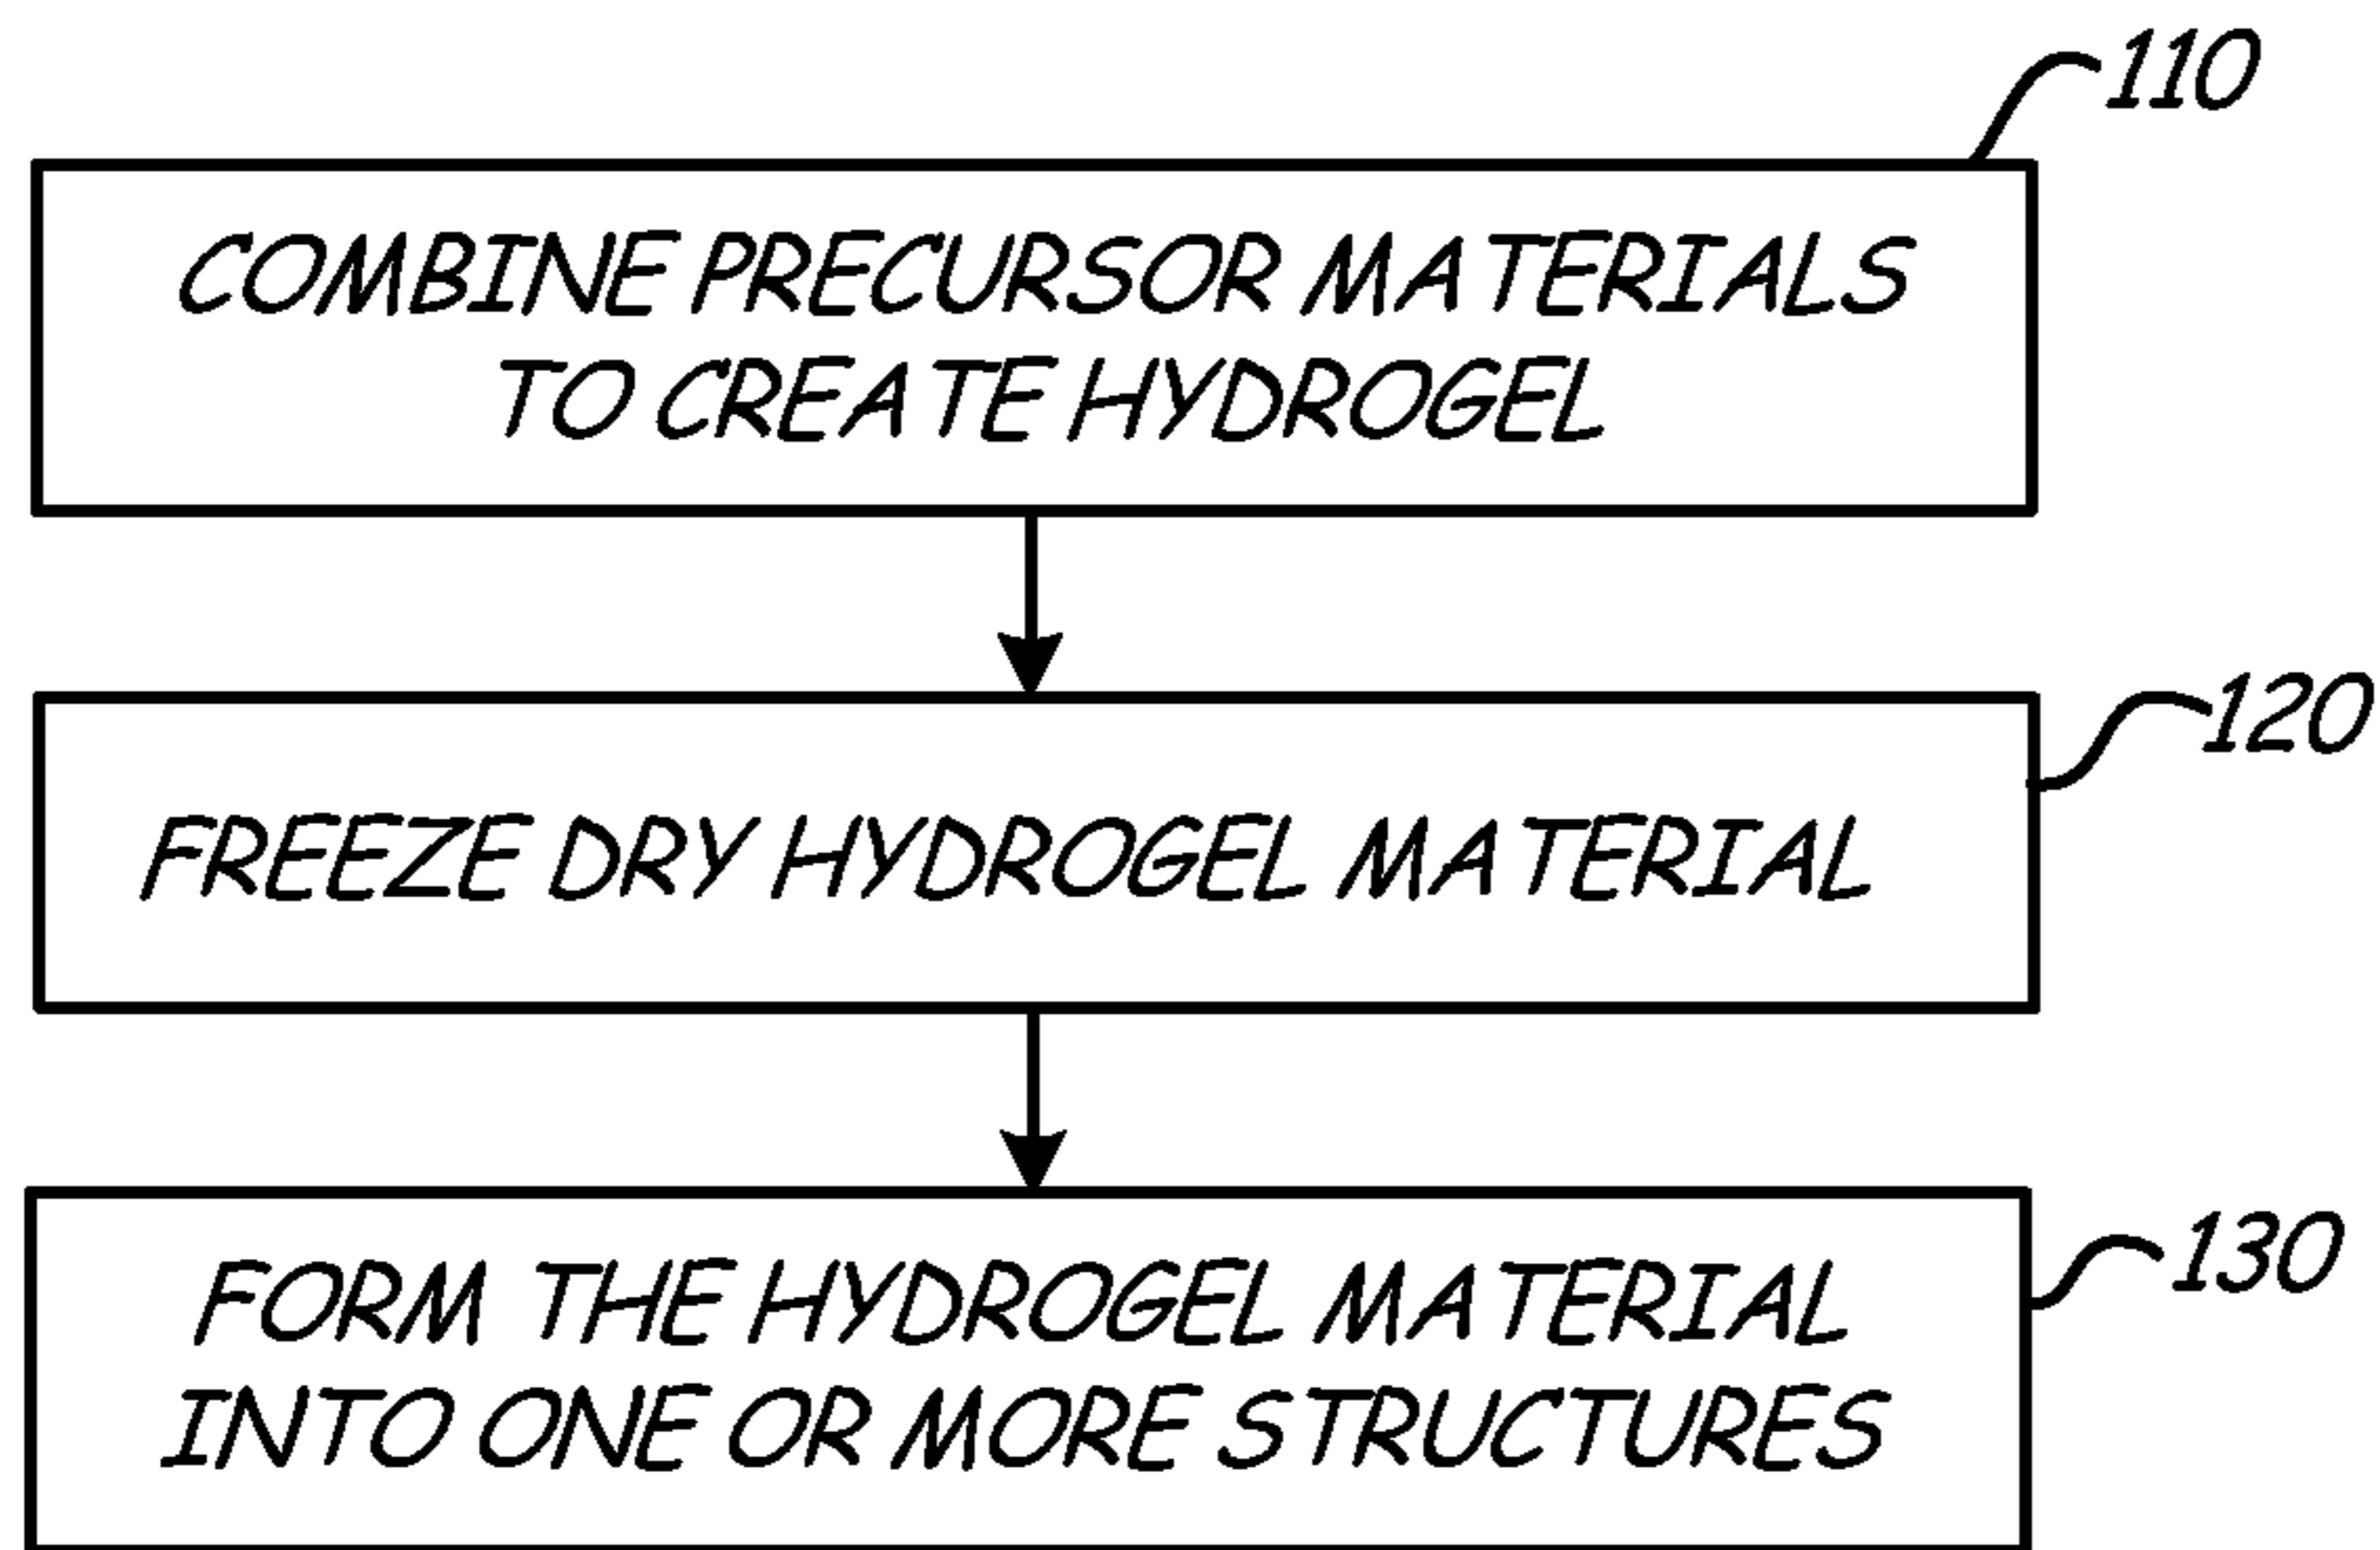 110
COMBINE PRECURSOR MATERIALS
TO CREATE HYDROGEL
120
FREEZE DRY HYDROGEL MATERIAL
130
FORM THE HYDROGEL MATERIAL
INTO ONE OR MORE STRUCTURES